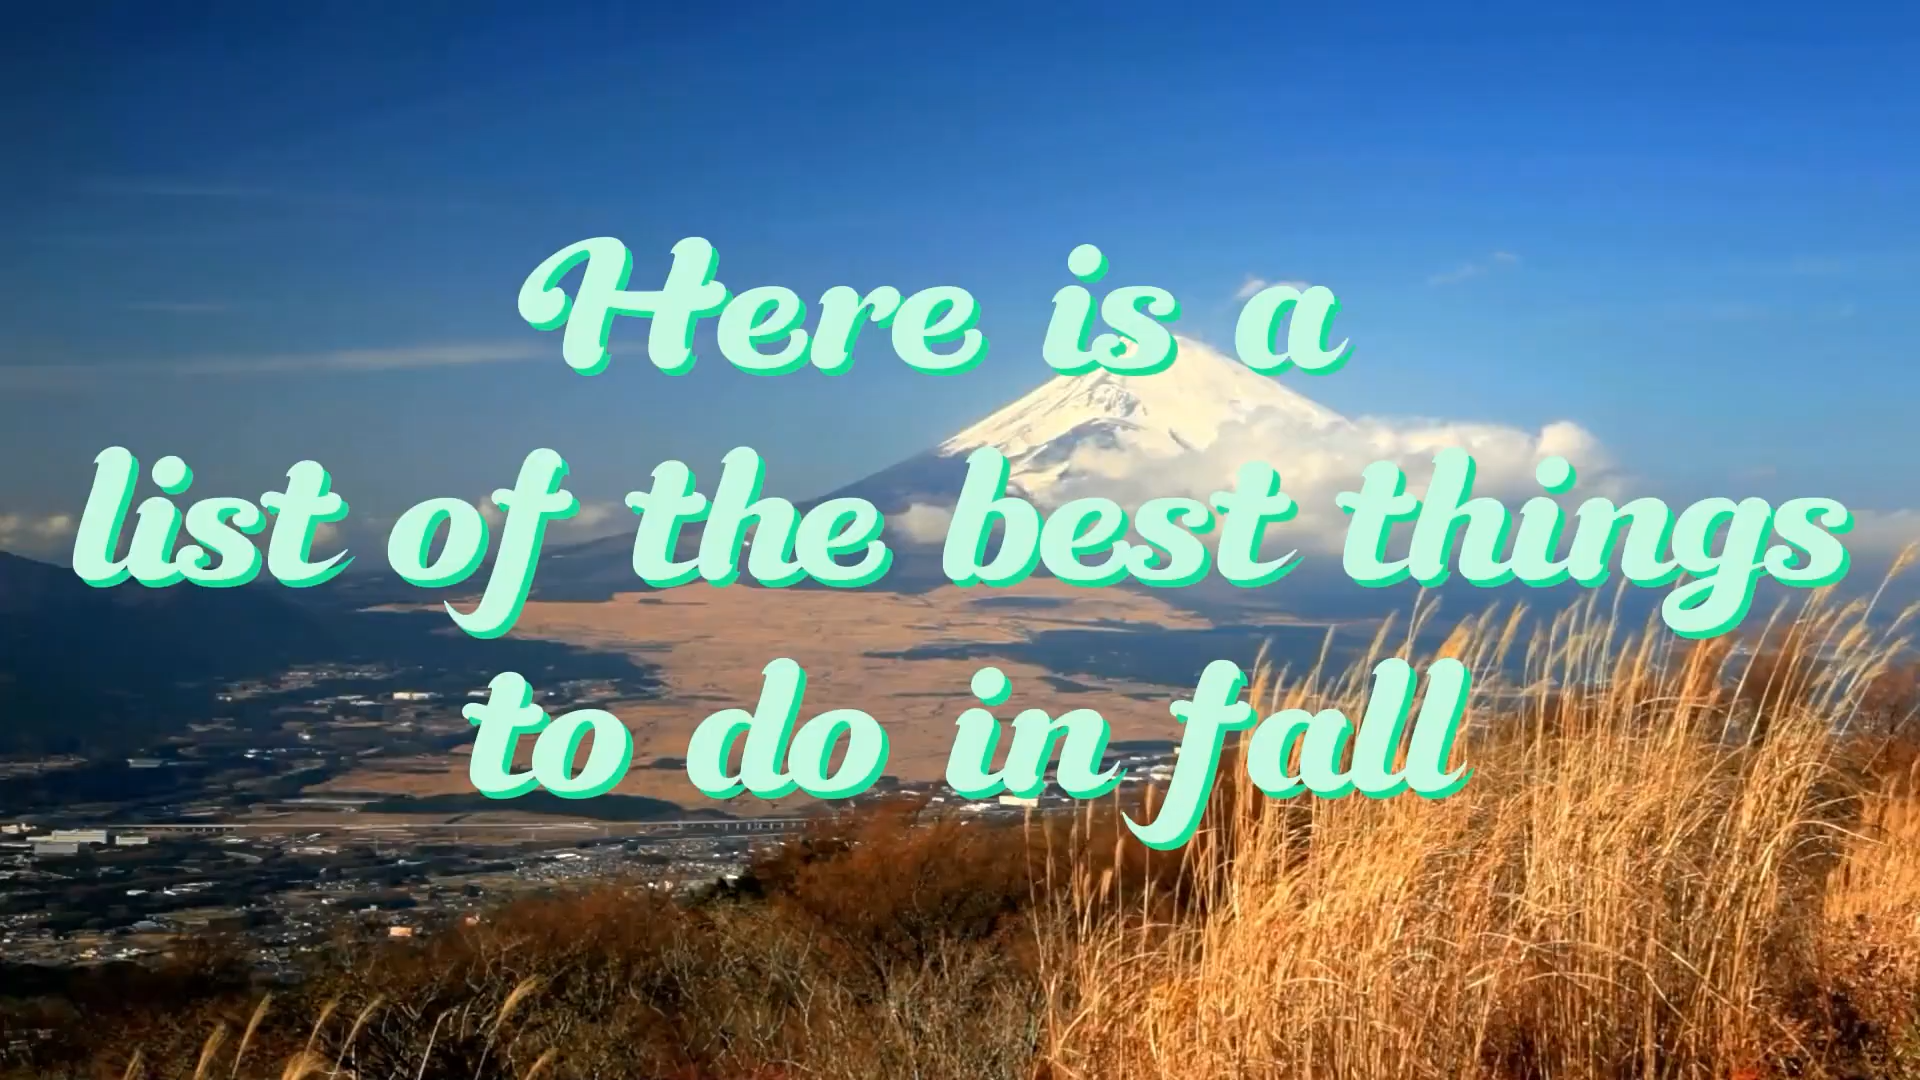 Here is a
list of the best things
to do in fall